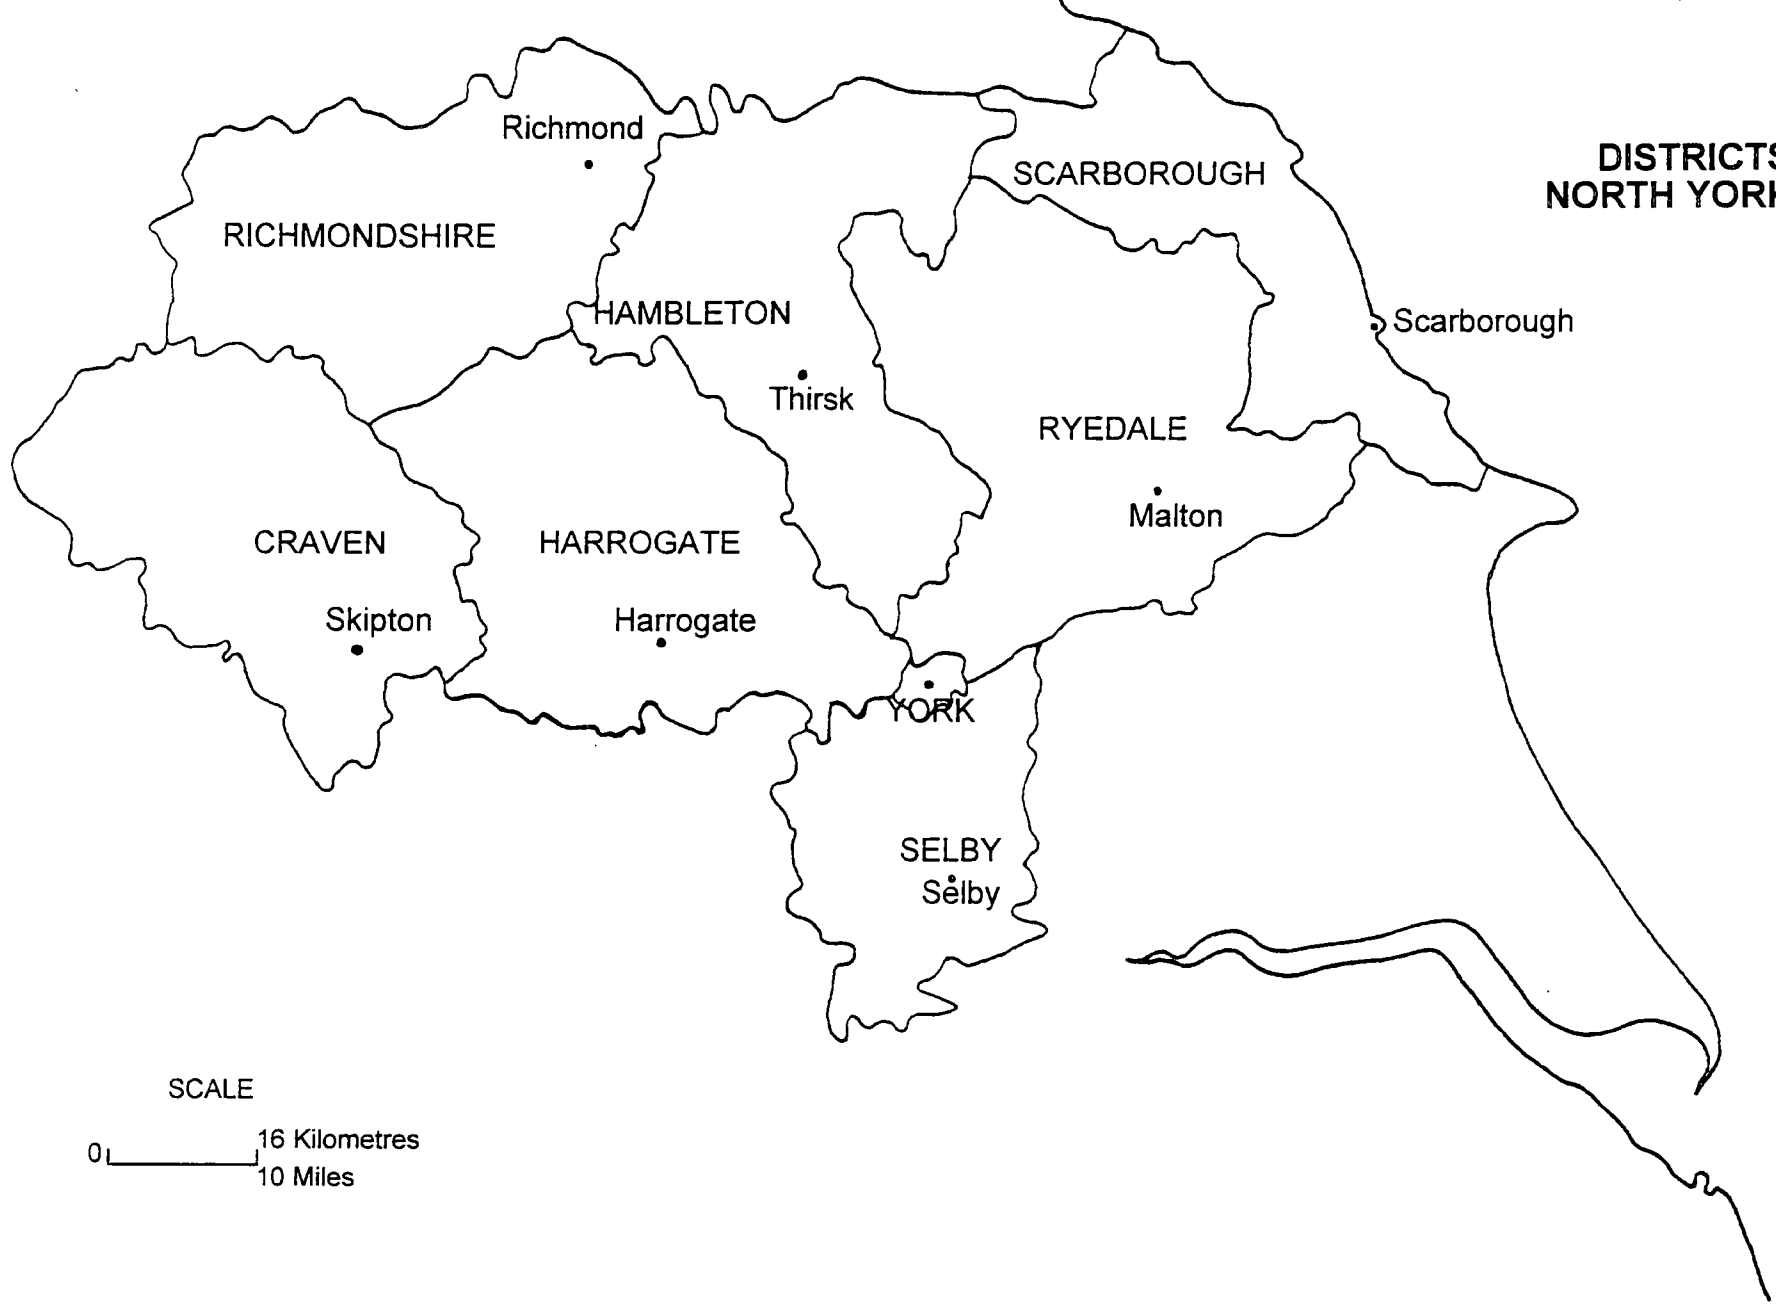 Richmond
DISTRICTS
NORTH YORK
SCARBOROUGH
RICHMONDSHIRE
HAMBLETON
Scarborough
Thirsk
RYEDALE
Malton
CRAVEN
HARROGATE
Skipton
Harrogate
YORK
SELBY
Selby
SCALE
0
16 Kilometres
10 Miles